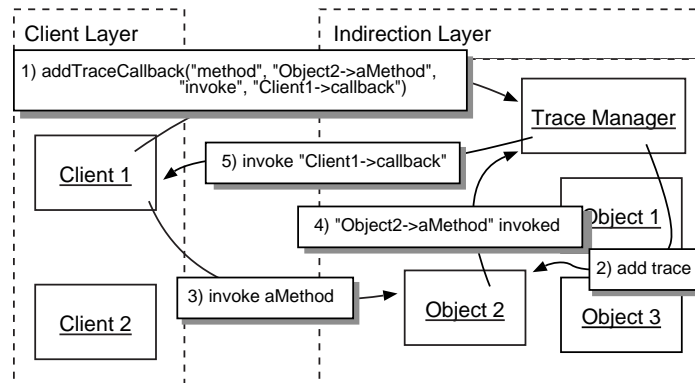 Client Layer
Indirection Layer
1) addTraceCallback("method", "Object2->aMethod",
"invoke", "Client1->callback")
Trace Manager
Client 1
5) invoke "Client1->callback"
4) "Object2->aMethod" invoked
Object 1
2) add trace
3) invoke aMethod
Object 2
Client 2
Object 3